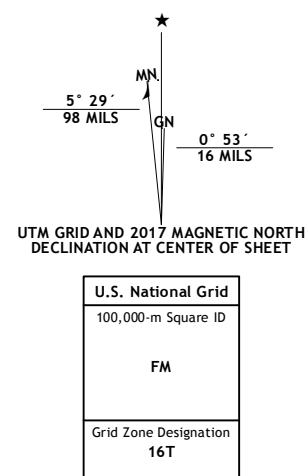 ★
MN.
5° 29´
98 MILS
GN
0° 53´
16 MILS
UTM GRID AND 2017 MAGNETIC NORTH
DECLINATION AT CENTER OF SHEET
U.S. National Grid
100,000-m Square ID
FM
Grid Zone Designation
16T